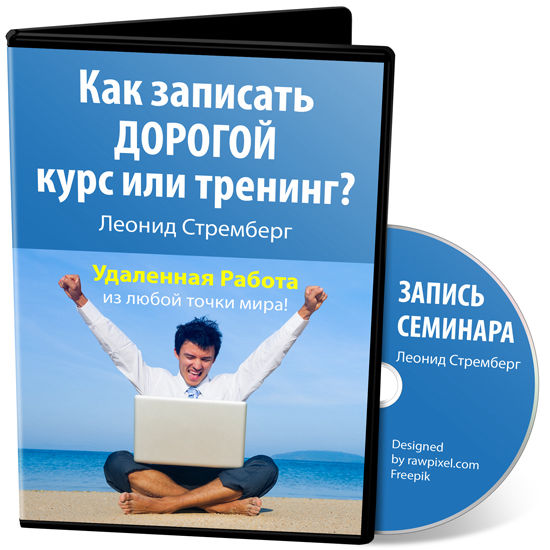 Как записать
ДОРОГОЙ
курс или тренинг?
Леонид Стремберг
Удаленная Работа
из любой точки мира!
ЗАПИСЬ
СЕМИНАРА
Леонид Стремберг
Designed
by rawpixel.com
Freepik